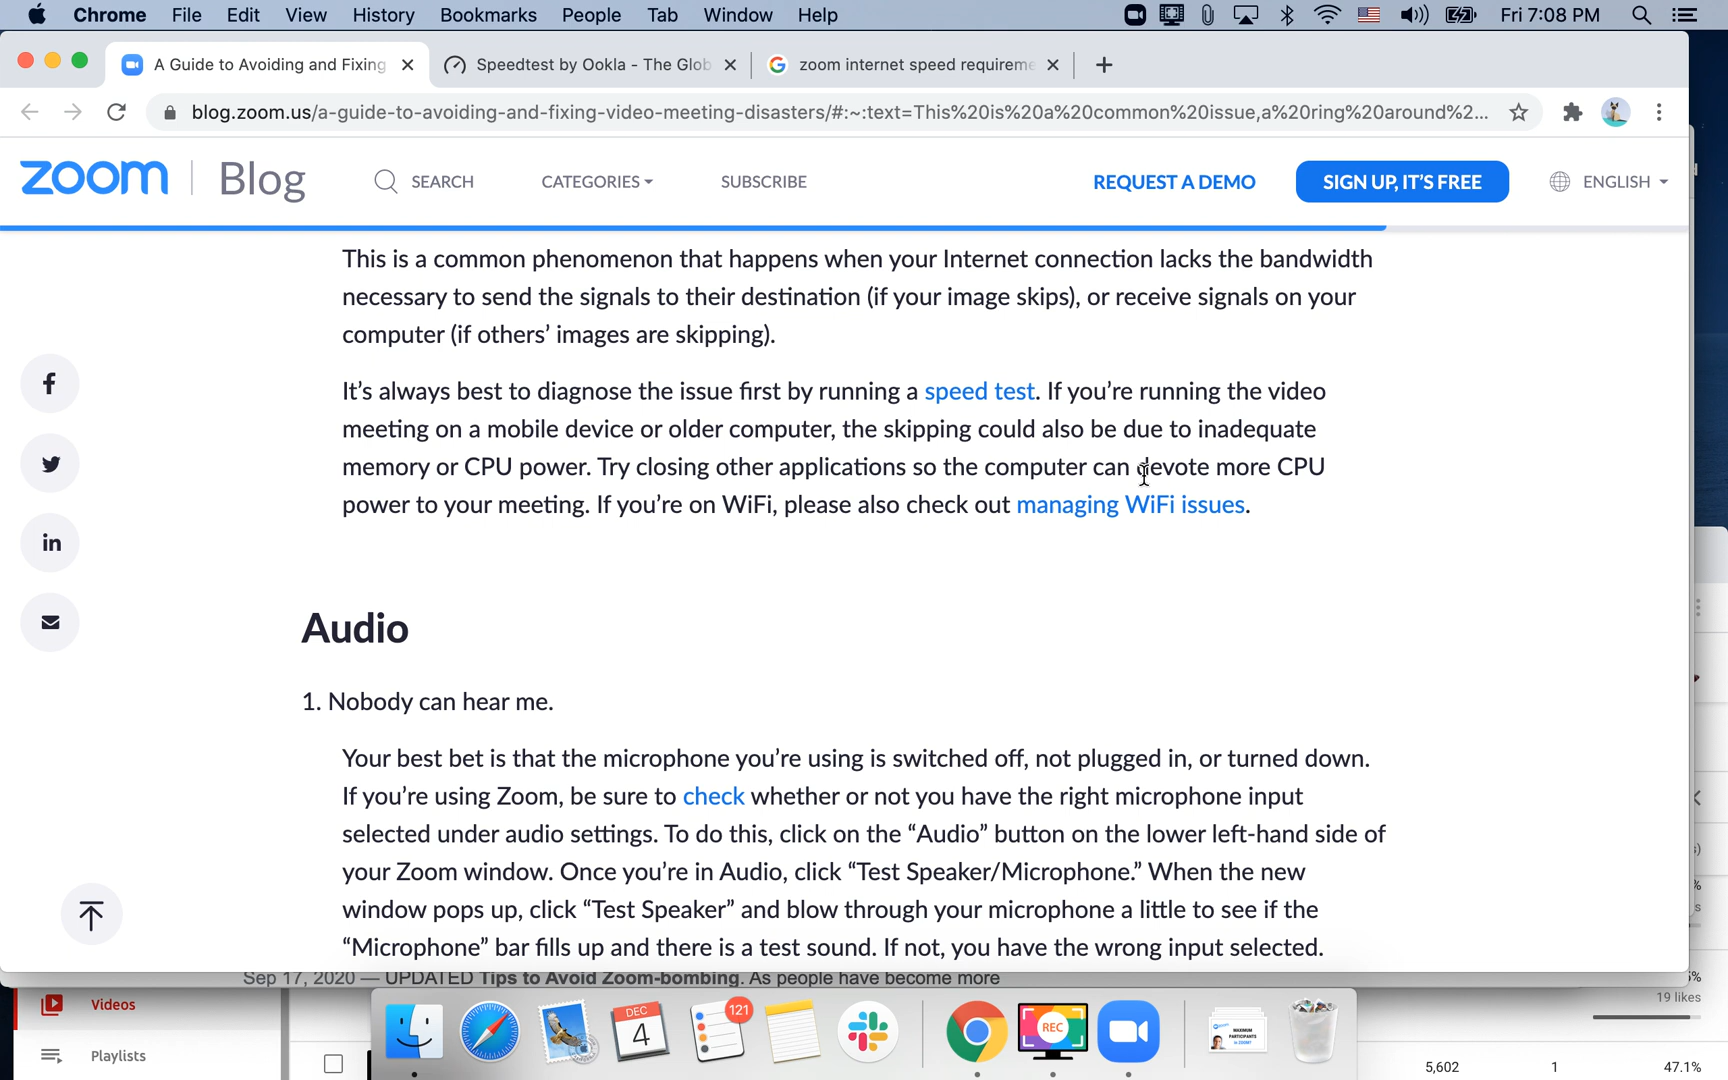 Chrome File Edit View History Bookmarks People Tab Window Help Fri 7:08 PM
A Guide to Avoiding and Fixing Speedtest by Ookla - The Glob zoom internet speed requireme
blog.zoom.us/a-guide-to-avoiding-and-fixing-video-meeting-disasters/#:~:text=This%20is%20a%20common%20issue,a%20ring%20around%2...
zoom Blog SEARCH CATEGORIES SUBSCRIBE REQUEST A DEMO SIGN UP, IT'S FREE ENGLISH
This is a common phenomenon that happens when your Internet connection lacks the bandwidth
necessary to send the signals to their destination (if your image skips), or receive signals on your
computer (if others' images are skipping).
It's always best to diagnose the issue first by running a speed test. If you're running the video
meeting on a mobile device or older computer, the skipping could also be due to inadequate
memory or CPU power. Try closing other applications so the computer can devote more CPU
power to your meeting. If you're on WiFi, please also check out managing WiFi issues.
Audio
1. Nobody can hear me.
Your best bet is that the microphone you're using is switched off, not plugged in, or turned down.
If you're using Zoom, be sure to check whether or not you have the right microphone input
selected under audio settings. To do this, click on the “Audio” button on the lower left-hand side of
your Zoom window. Once you're in Audio, click “Test Speaker/Microphone.” When the new
window pops up, click “Test Speaker” and blow through your microphone a little to see if the
“Microphone” bar fills up and there is a test sound. If not, you have the wrong input selected.
Sep 17, 2020 — UPDATED Tips to Avoid Zoom-bombing. As people have become more
19 likes
Videos
Playlists
DEC
4
121
REC
MAXIMUM
PARTICIPANTS
in ZOOM?
5,602 1 47.1%